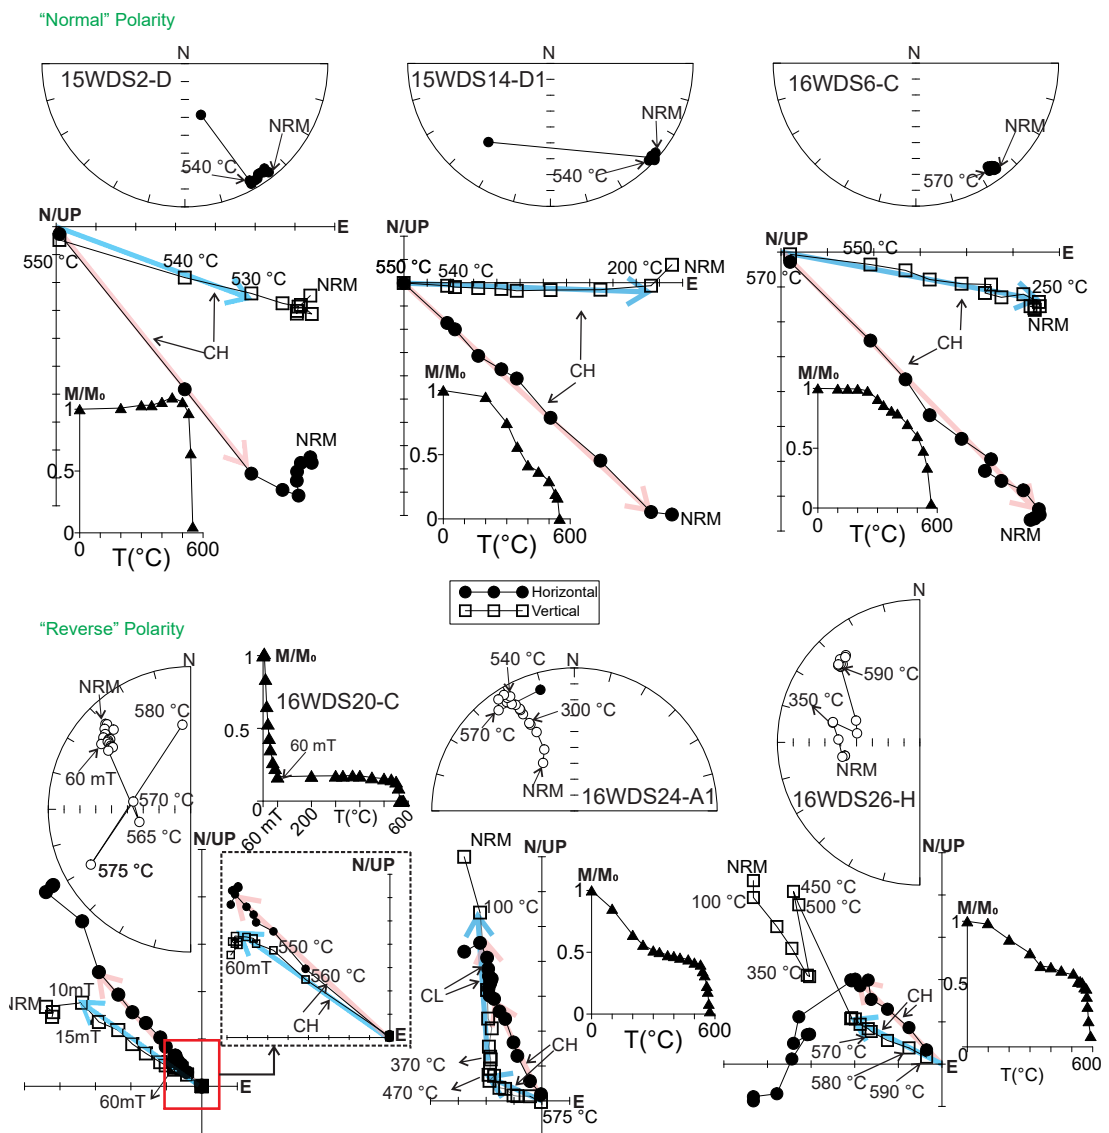 “Normal” Polarity
N
15WDS2-D
NRM
540 °C
N
15WDS14-D1
NRM
540 °C
N
16WDS6-C
NRM
570 °C
N/UP
E
550 °C
540 °C
530 °C
NRM
CH
NRM
M/M₀
1
0.5
0
0
600
T(°C)
N/UP
E
550 °C
540 °C
200 °C
NRM
CH
NRM
M/M₀
1
0.5
0
0
600
T(°C)
N/UP
E
570 °C
550 °C
250 °C
NRM
CH
NRM
M/M₀
1
0.5
0
0
600
T(°C)
Horizontal
Vertical
“Reverse” Polarity
N
NRM
580 °C
60 mT
570 °C
565 °C
575 °C
M/M₀
1
16WDS20-C
0.5
60 mT
0
60 mT
200
T(°C)
600
N/UP
E
NRM
10mT
15mT
60mT
N/UP
E
550 °C
560 °C
60mT
CH
N
540 °C
300 °C
570 °C
NRM
16WDS24-A1
N/UP
E
NRM
100 °C
CL
CH
370 °C
470 °C
575 °C
M/M₀
1
0.5
0
0
600
T(°C)
N
590 °C
350 °C
NRM
16WDS26-H
N/UP
E
NRM
450 °C
100 °C
500 °C
350 °C
CH
570 °C
580 °C
590 °C
M/M₀
1
0.5
0
0
600
T(°C)